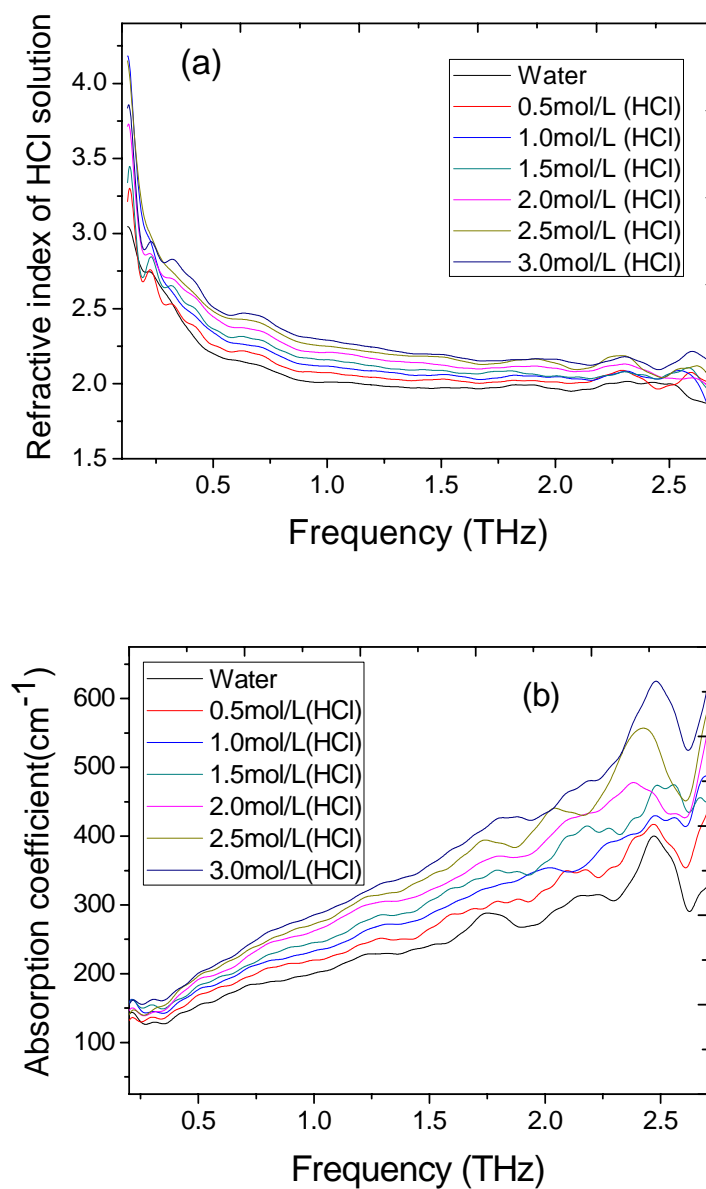 (a)
Refractive index of HCl solution
4.0
3.5
3.0
2.5
2.0
1.5
Water
0.5mol/L (HCl)
1.0mol/L (HCl)
1.5mol/L (HCl)
2.0mol/L (HCl)
2.5mol/L (HCl)
3.0mol/L (HCl)
0.5 1.0 1.5 2.0 2.5
Frequency (THz)
(b)
Absorption coefficient(cm⁻¹)
600
500
400
300
200
100
Water
0.5mol/L(HCl)
1.0mol/L(HCl)
1.5mol/L(HCl)
2.0mol/L(HCl)
2.5mol/L(HCl)
3.0mol/L(HCl)
0.5 1.0 1.5 2.0 2.5
Frequency (THz)